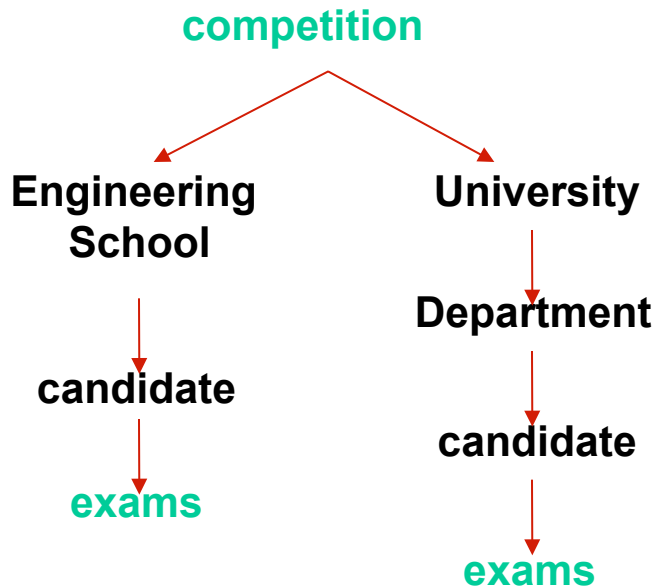 competition
Engineering
School
University
Department
candidate
candidate
exams
exams